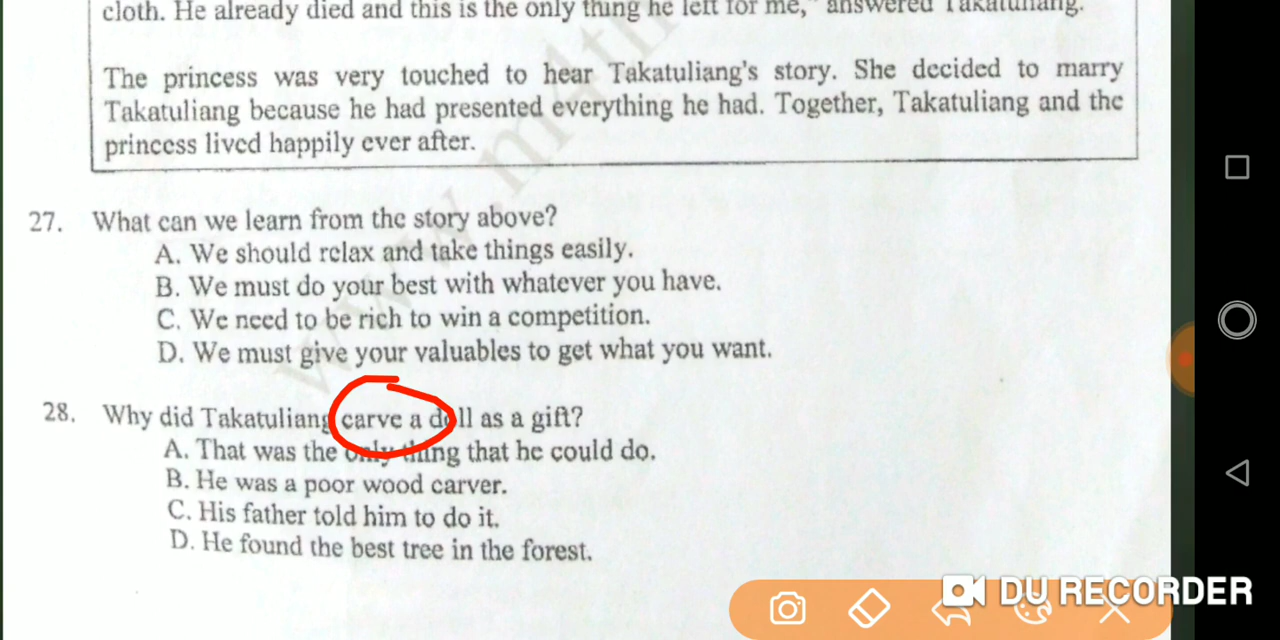 cloth. He already died and this is the only thing he left for me," answered Takatuliang.
The princess was very touched to hear Takatuliang's story. She decided to marry
Takatuliang because he had presented everything he had. Together, Takatuliang and the
princess lived happily ever after.
27. What can we learn from the story above?
A. We should relax and take things easily.
B. We must do your best with whatever you have.
C. We need to be rich to win a competition.
D. We must give your valuables to get what you want.
28. Why did Takatuliang carve a doll as a gift?
A. That was the only thing that he could do.
B. He was a poor wood carver.
C. His father told him to do it.
D. He found the best tree in the forest.
DU RECORDER